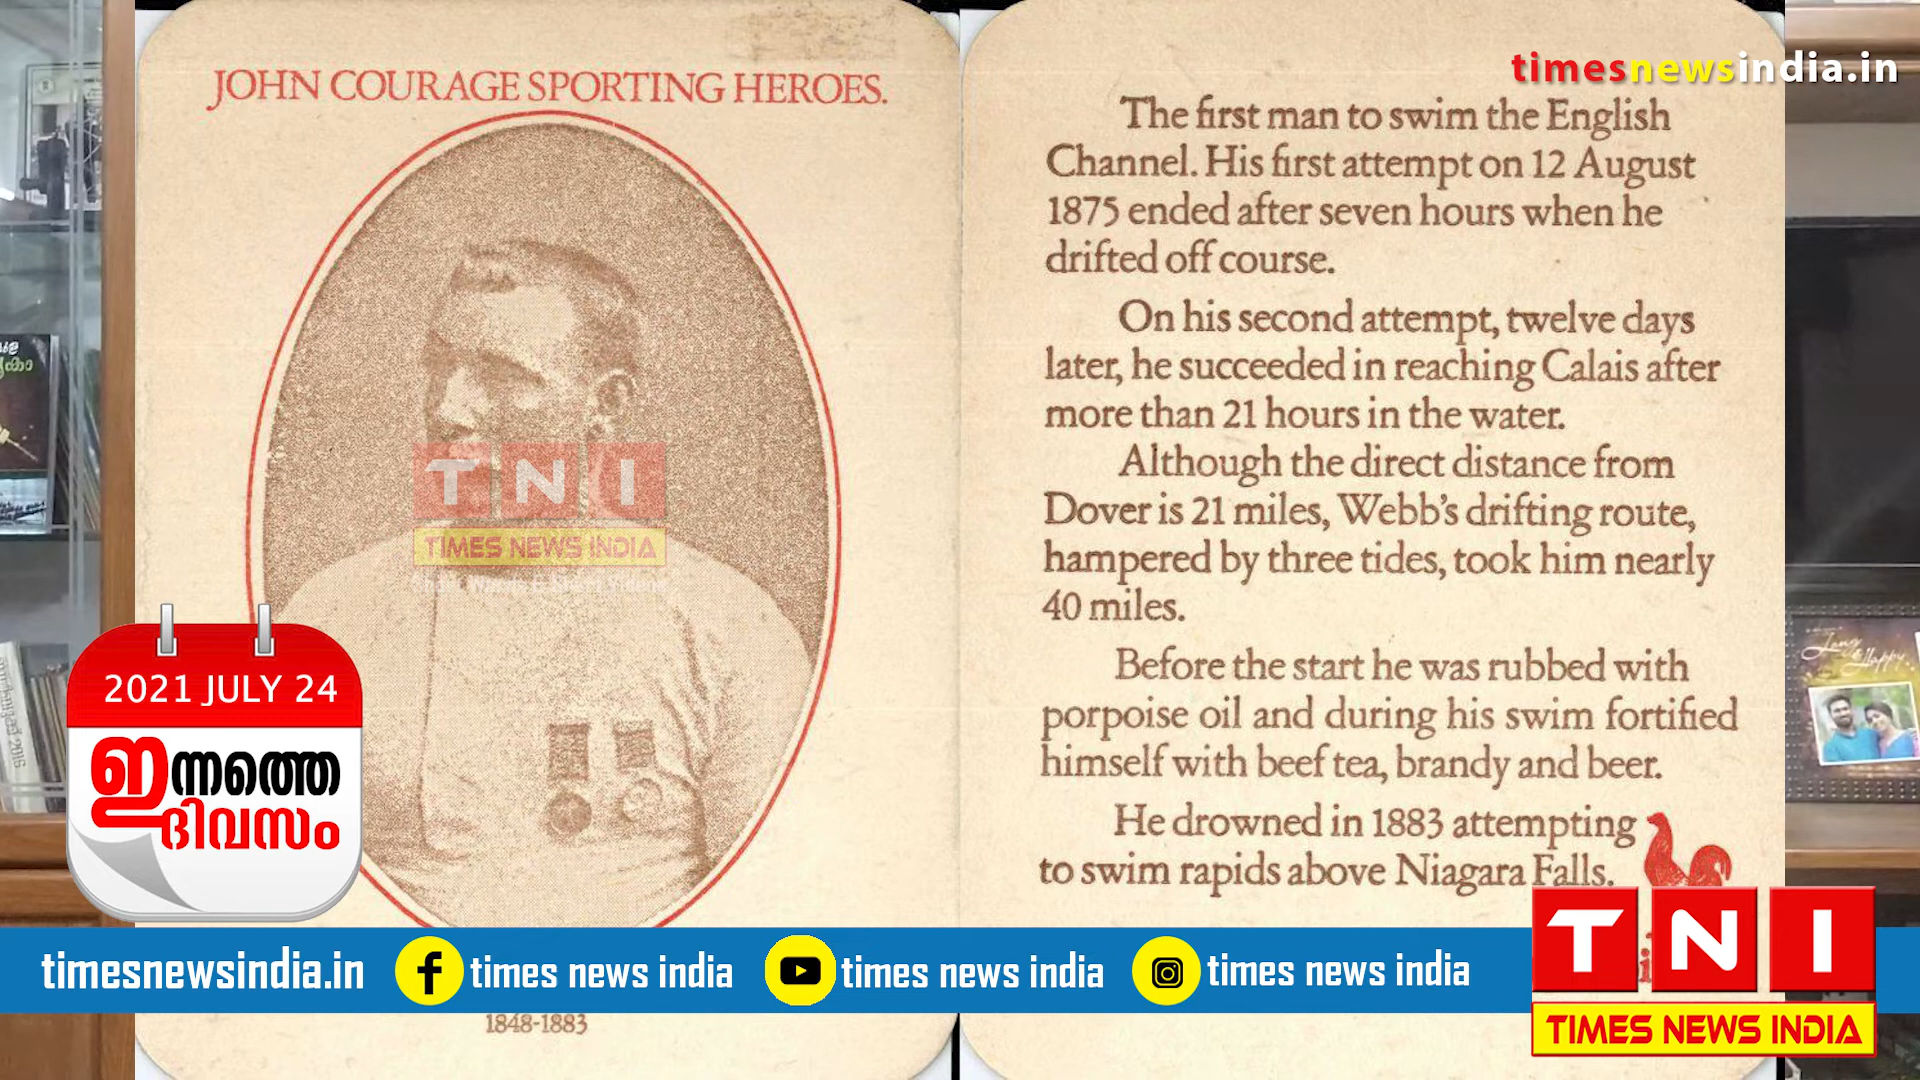 timesnewsindia.in
JOHN COURAGE SPORTING HEROES.
TNI
TIMES NEWS INDIA
1848-1883
The first man to swim the English
Channel. His first attempt on 12 August
1875 ended after seven hours when he
drifted off course.
On his second attempt, twelve days
later, he succeeded in reaching Calais after
more than 21 hours in the water.
Although the direct distance from
Dover is 21 miles, Webb's drifting route,
hampered by three tides, took him nearly
40 miles.
Before the start he was rubbed with
porpoise oil and during his swim fortified
himself with beef tea, brandy and beer.
He drowned in 1883 attempting
to swim rapids above Niagara Falls.
2021 JULY 24
ഇന്നത്തെ
ദിവസം
Happy
timesnewsindia.in
times news india
times news india
times news india
TNI
TIMES NEWS INDIA